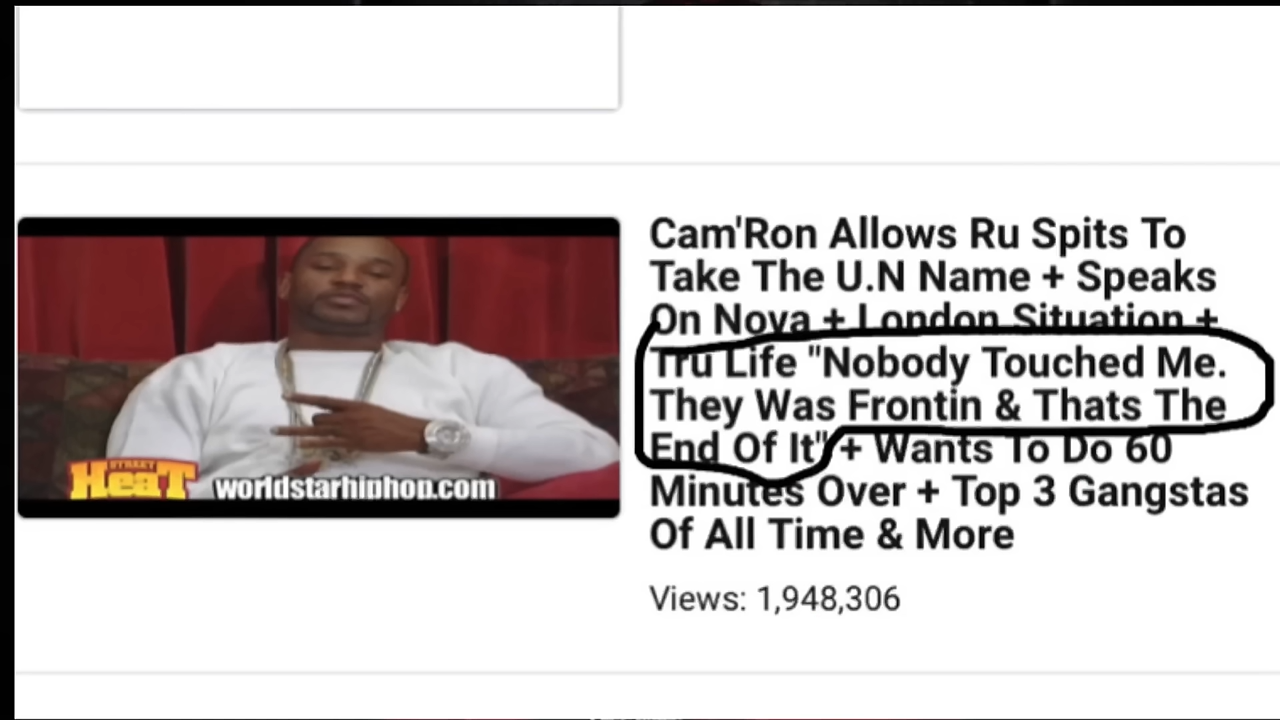 Cam'Ron Allows Ru Spits To
Take The U.N Name + Speaks
On Nova + London Situation +
Tru Life "Nobody Touched Me.
They Was Frontin & Thats The
End Of It" + Wants To Do 60
Minutes Over + Top 3 Gangstas
Of All Time & More
Views: 1,948,306
STREET
HeaT
worldstarhiphop.com